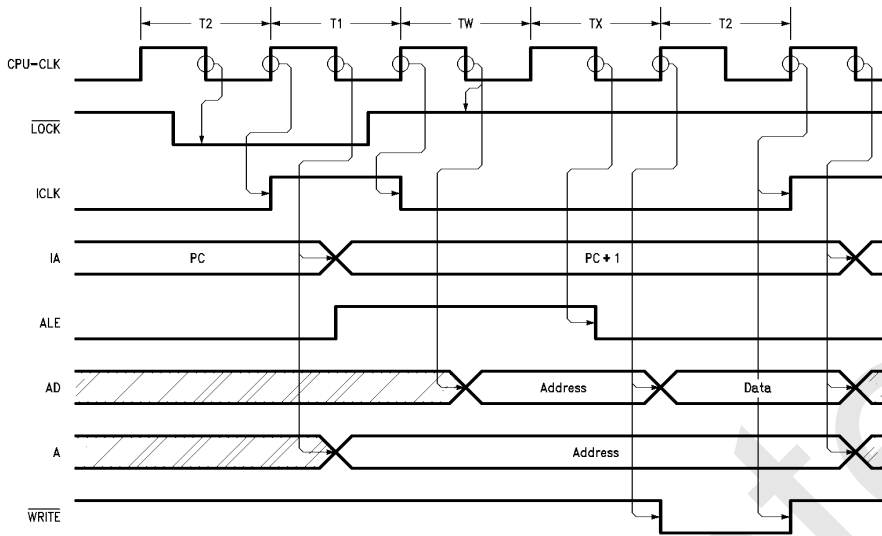 T2 T1 TW TX T2
CPU-CLK
LOCK
ICLK
IA PC PC + 1
ALE
AD Address Data
A Address
WRITE